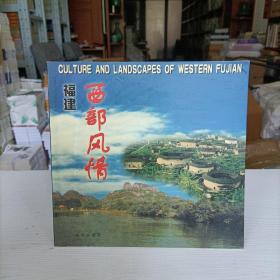 CULTURE AND LANDSCAPES OF WESTERN FUJIAN
福建
西部风情